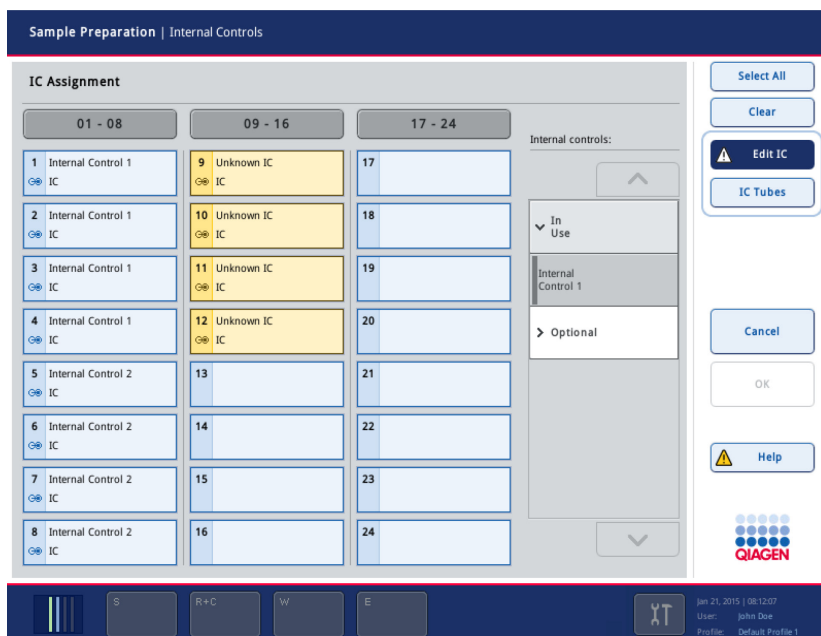 Sample Preparation | Internal Controls
IC Assignment
01 - 08
09 - 16
17 - 24
1 Internal Control 1
IC
2 Internal Control 1
IC
3 Internal Control 1
IC
4 Internal Control 1
IC
5 Internal Control 2
IC
6 Internal Control 2
IC
7 Internal Control 2
IC
8 Internal Control 2
IC
9 Unknown IC
IC
10 Unknown IC
IC
11 Unknown IC
IC
12 Unknown IC
IC
13
14
15
16
17
18
19
20
21
22
23
24
Internal controls:
In
Use
Internal
Control 1
Optional
Select All
Clear
Edit IC
IC Tubes
Cancel
OK
Help
QIAGEN
S
R+C
W
E
Jan 21, 2015 | 08:12:07
User: John Doe
Profile: Default Profile 1